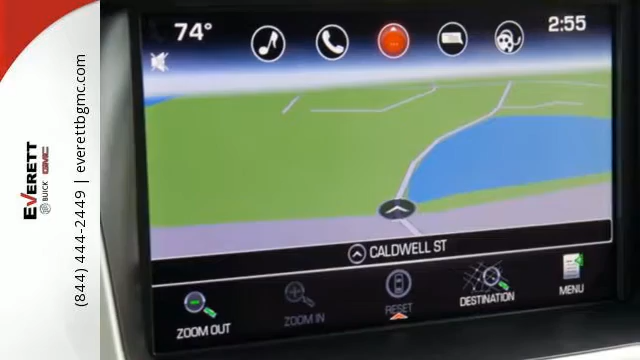 74°
2:55
CALDWELL ST
ZOOM OUT
ZOOM IN
RESET
DESTINATION
MENU
EVERETT
BUICK GMC
(844) 444-2449 | everettbgmc.com